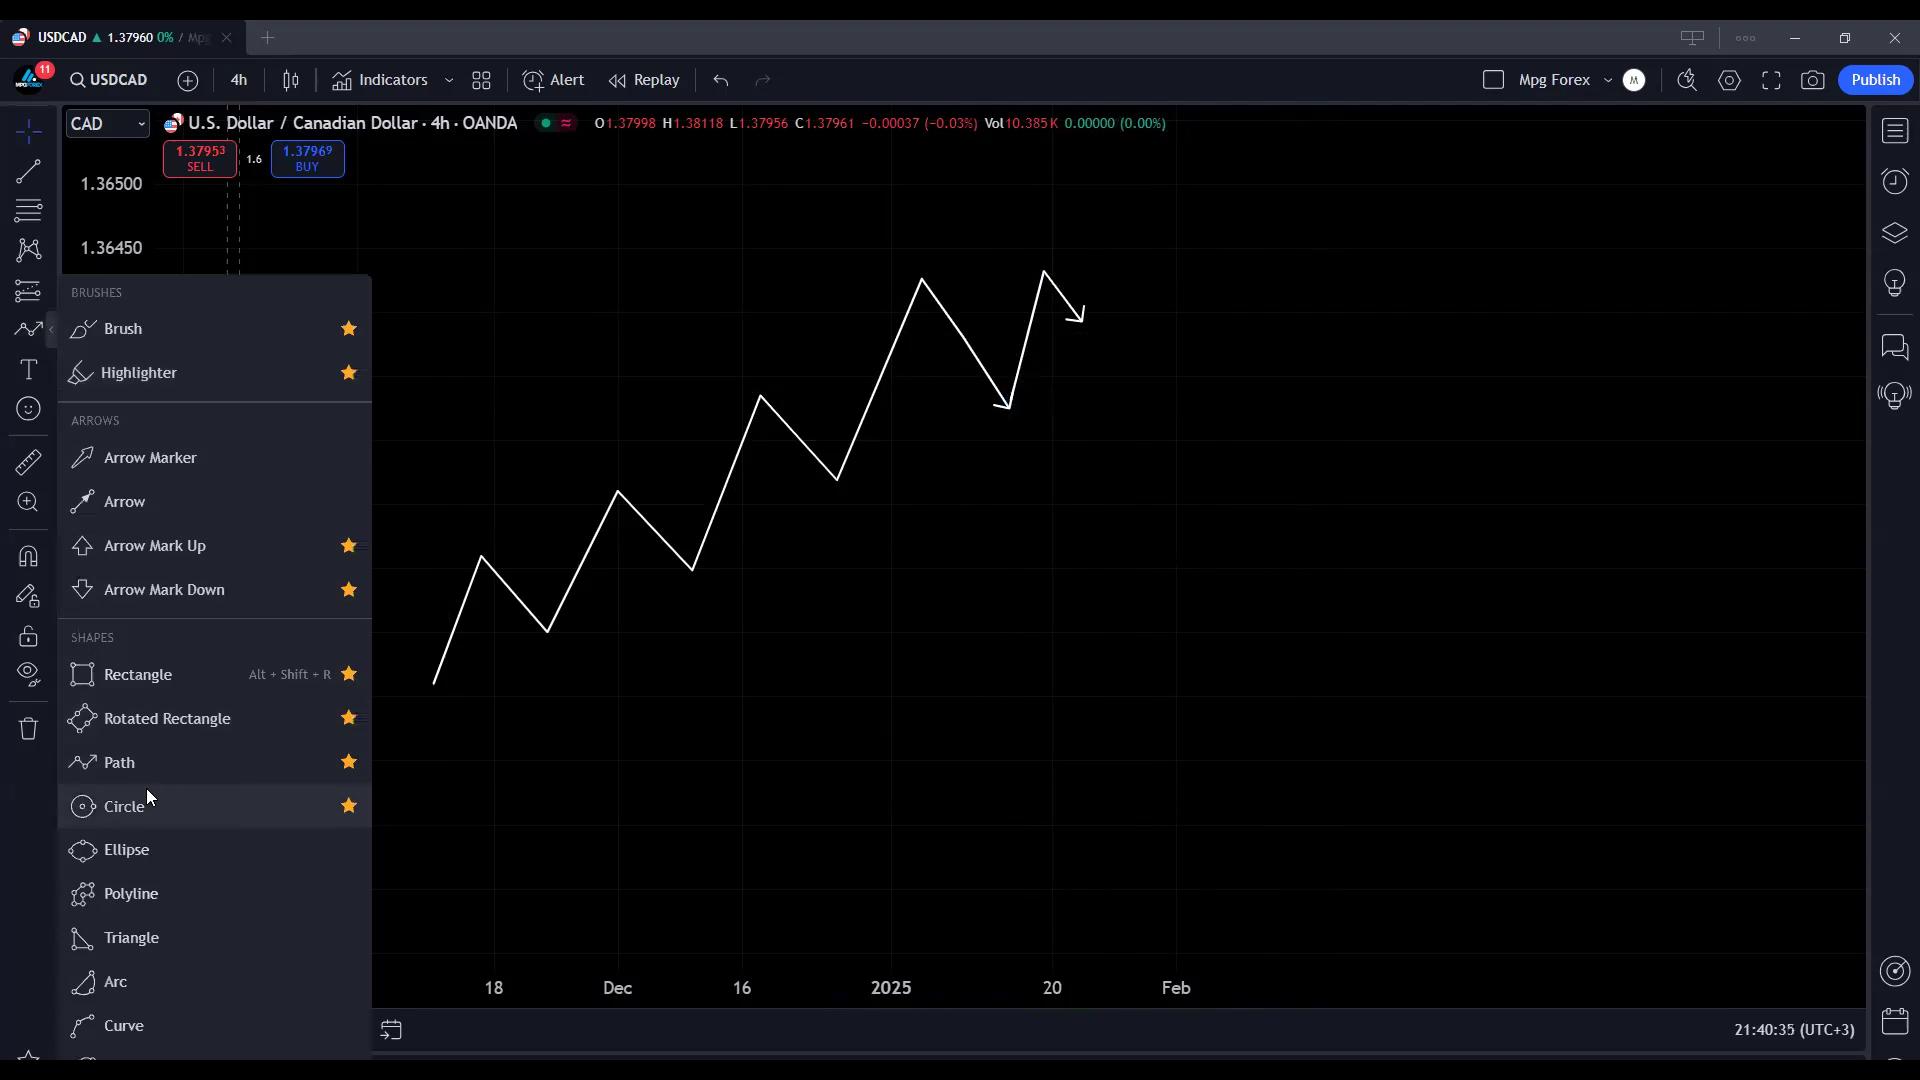 USDCAD ▲ 1.37960 0% / Mpg
11
MPGFOREX
USDCAD
4h
Indicators
Alert
Replay
Mpg Forex
M
Publish
CAD
U.S. Dollar / Canadian Dollar · 4h · OANDA
O1.37998 H1.38118 L1.37956 C1.37961 −0.00037 (−0.03%) Vol10.385K 0.00000 (0.00%)
1.37953
SELL
1.6
1.37969
BUY
1.36500
1.36450
BRUSHES
Brush
Highlighter
ARROWS
Arrow Marker
Arrow
Arrow Mark Up
Arrow Mark Down
SHAPES
Rectangle Alt + Shift + R
Rotated Rectangle
Path
Circle
Ellipse
Polyline
Triangle
Arc
Curve
18 Dec 16 2025 20 Feb
21:40:35 (UTC+3)